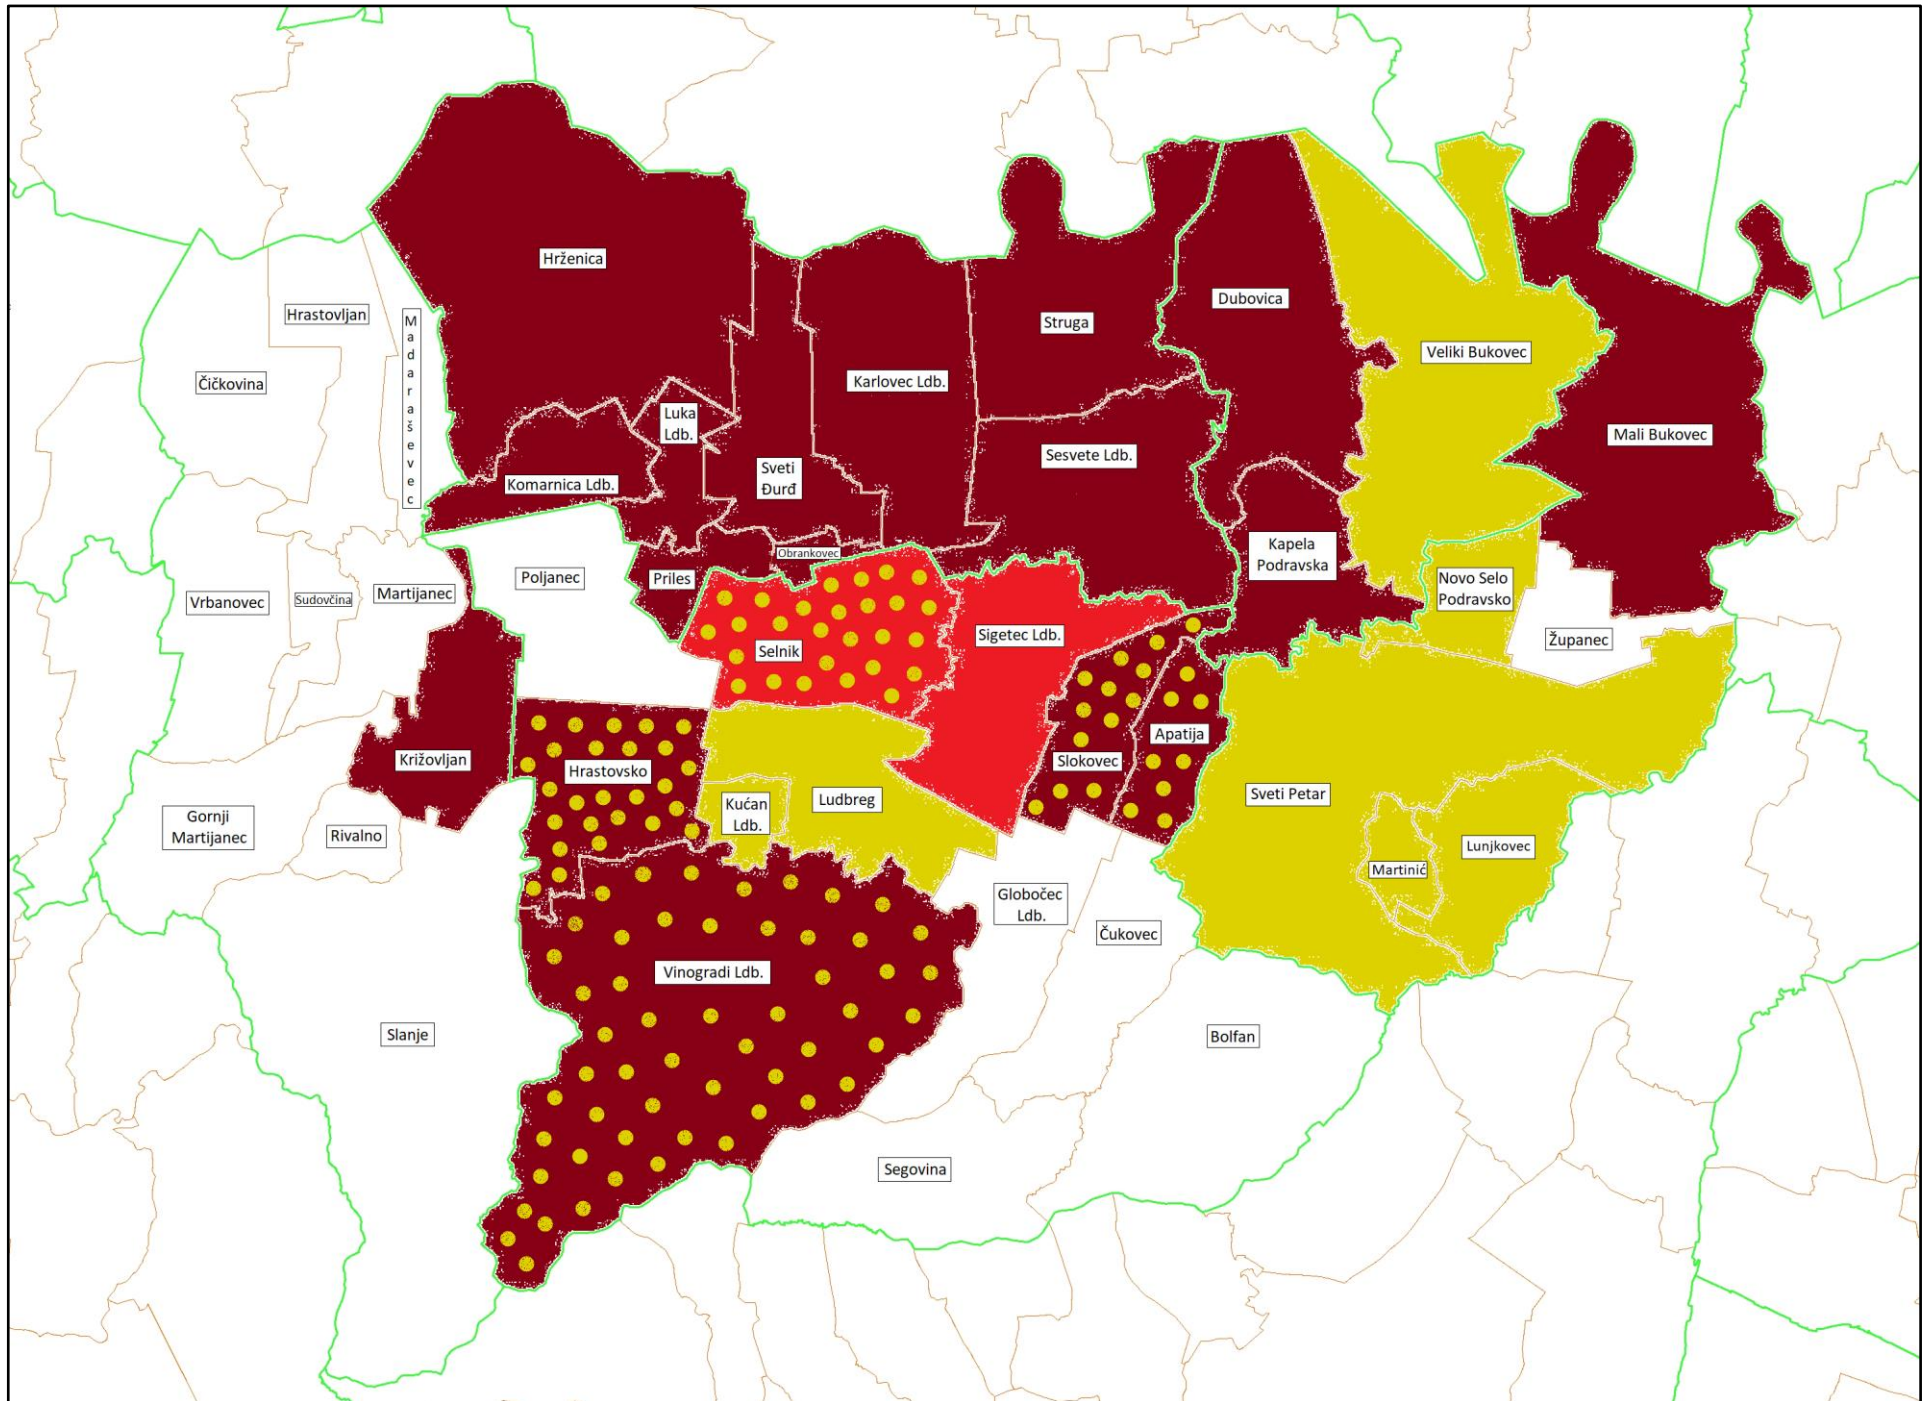 Hrženica
Dubovica
Hrastovljan
M
a
d
a
r
a
š
e
v
e
c
Struga
Veliki Bukovec
Čičkovina
Karlovec Ldb.
Luka
Ldb.
Mali Bukovec
Sesvete Ldb.
Sveti
Đurđ
Komarnica Ldb.
Obrankovec
Kapela
Podravska
Poljanec
Priles
Novo Selo
Podravsko
Martijanec
Vrbanovec
Sudovčina
Sigetec Ldb.
Županec
Selnik
Apatija
Križovljan
Slokovec
Hrastovsko
Sveti Petar
Ludbreg
Kućan
Ldb.
Gornji
Martijanec
Rivalno
Lunjkovec
Martinić
Globočec
Ldb.
Čukovec
Vinogradi Ldb.
Slanje
Bolfan
Segovina